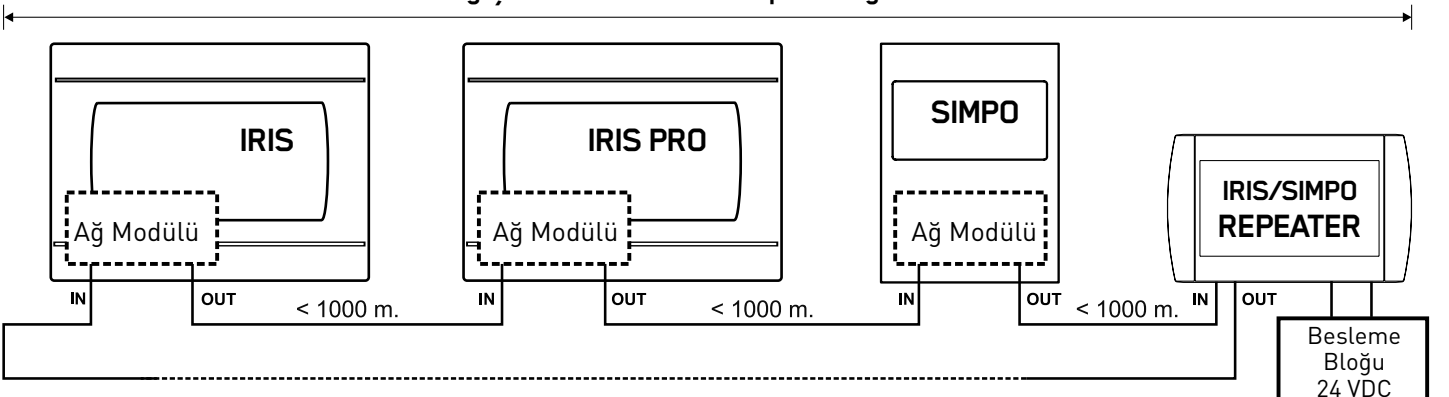 IRIS
IRIS PRO
SIMPO
IRIS/SIMPO
REPEATER
Ağ Modülü
Ağ Modülü
Ağ Modülü
IN
OUT
< 1000 m.
IN
OUT
< 1000 m.
IN
OUT
< 1000 m.
IN
OUT
Besleme
Bloğu
24 VDC